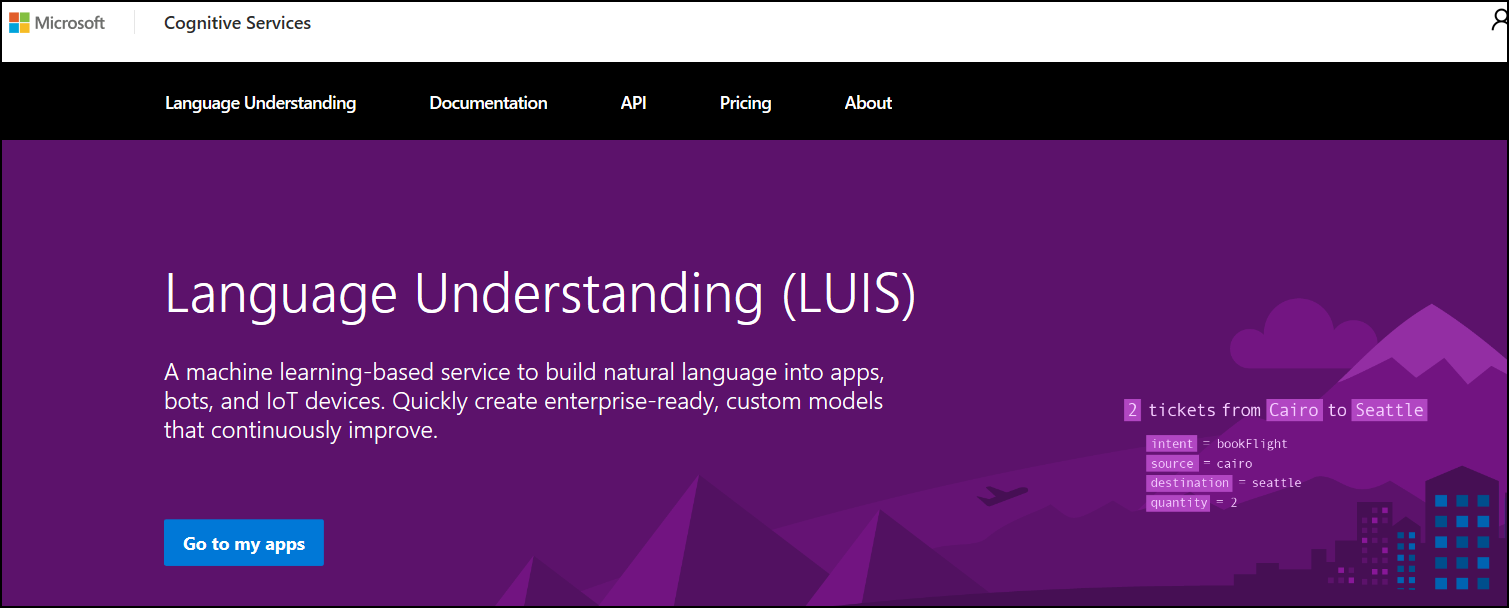 Microsoft Cognitive Services
Language Understanding Documentation API Pricing About
Language Understanding (LUIS)
A machine learning-based service to build natural language into apps,
bots, and IoT devices. Quickly create enterprise-ready, custom models
that continuously improve.
Go to my apps
2 tickets from Cairo to Seattle
intent = bookFlight
source = cairo
destination = seattle
quantity = 2